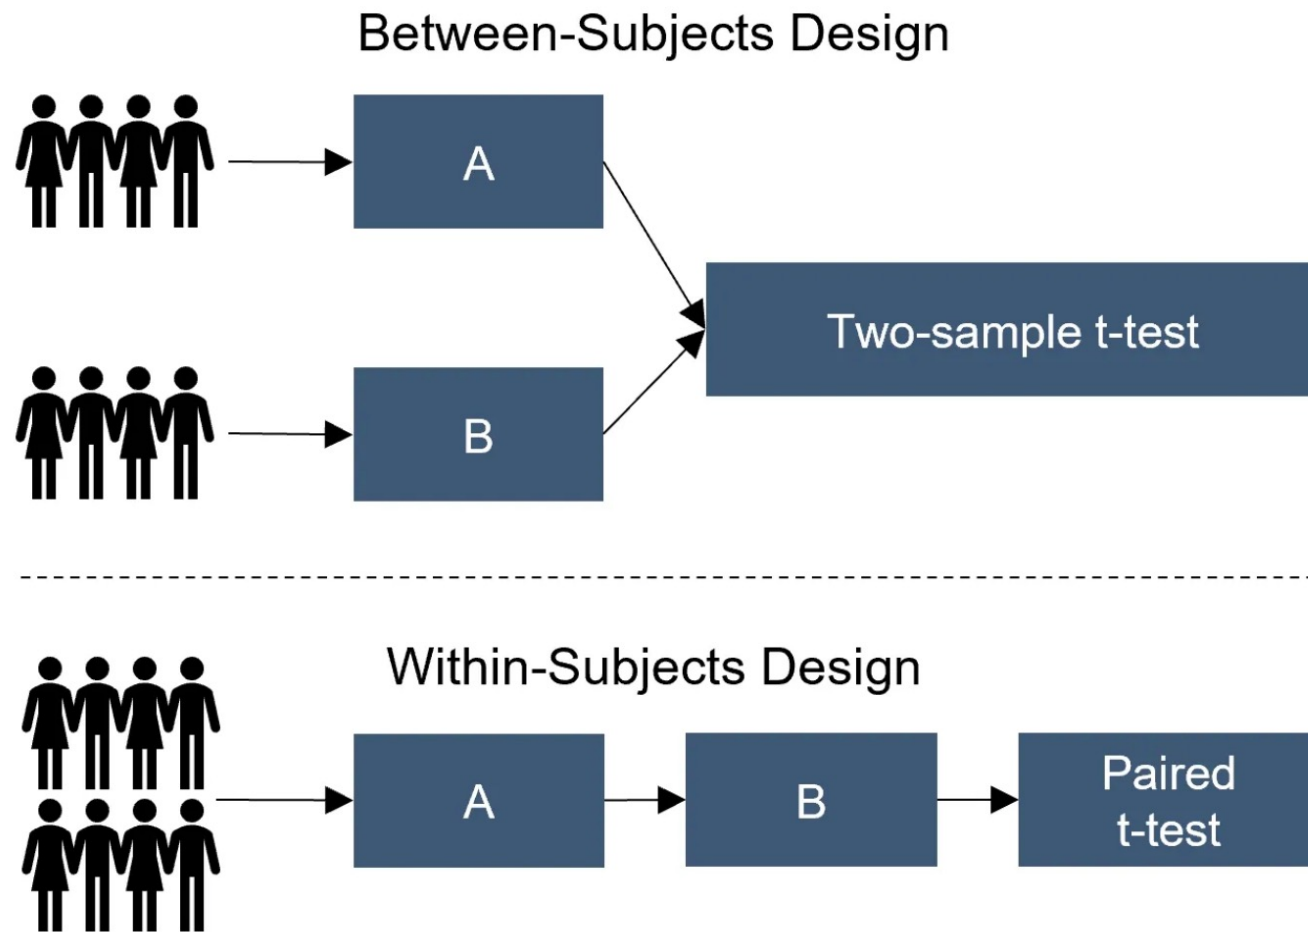 Between-Subjects Design
A
Two-sample t-test
B
Within-Subjects Design
A
B
Paired
t-test